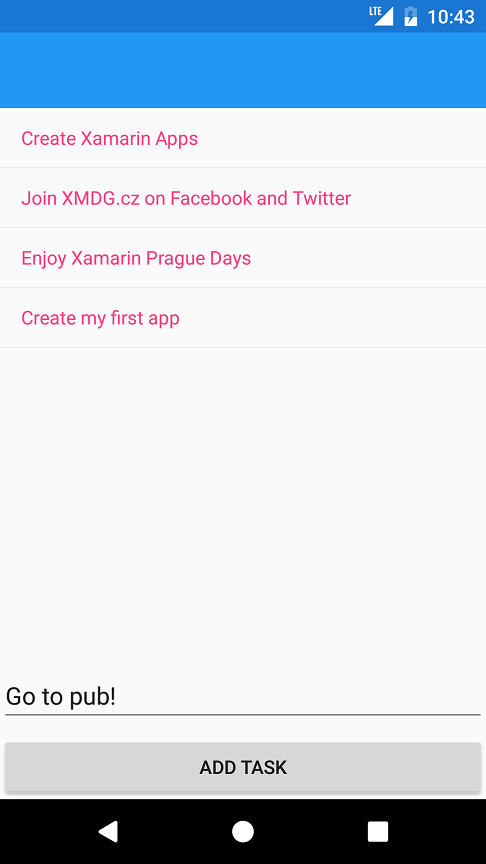 LTE 10:43
Create Xamarin Apps
Join XMDG.cz on Facebook and Twitter
Enjoy Xamarin Prague Days
Create my first app
Go to pub!
ADD TASK